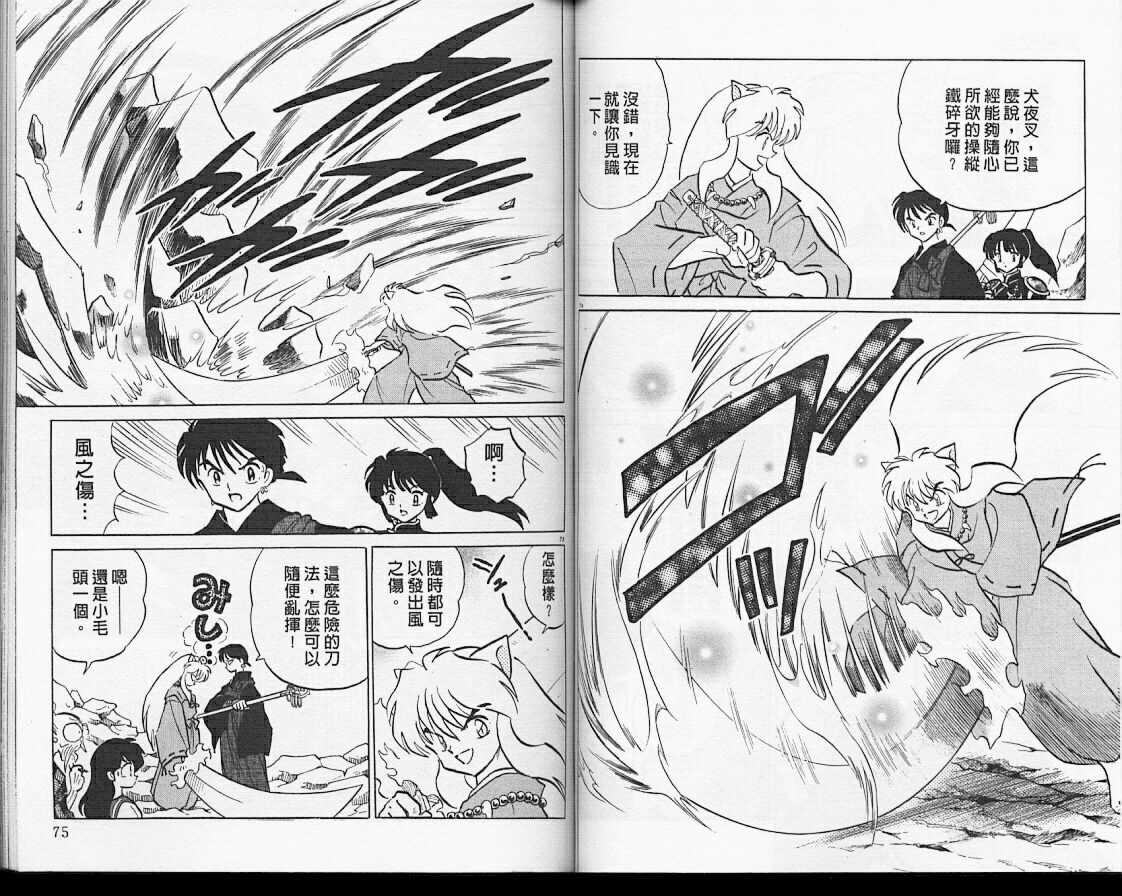 犬夜叉，這
麼說，你已
經能夠隨心
所欲的操縱
鐵碎牙囉？
沒錯，現在
就讓你見識
一下。
ブン
啊…
風之傷…
怎麼樣？
隨時都可
以發出風
之傷。
這麼危險的刀
法，怎麼可以
隨便亂揮！
みし…
嗯——
還是小毛
頭一個。
75